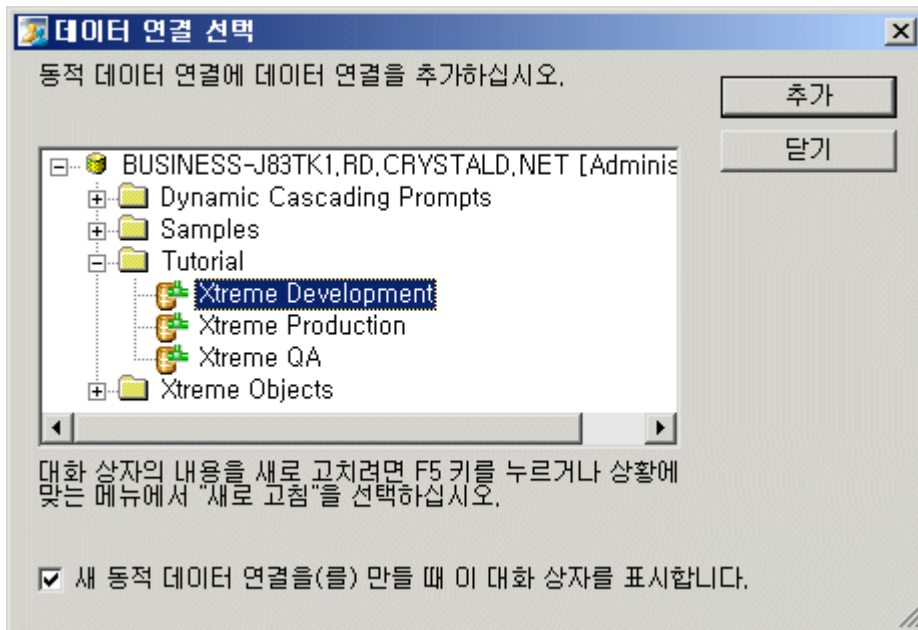 데이터 연결 선택
동적 데이터 연결에 데이터 연결을 추가하십시오.
추가
닫기
BUSINESS-J83TK1.RD.CRYSTALD.NET [Adminis
Dynamic Cascading Prompts
Samples
Tutorial
Xtreme Development
Xtreme Production
Xtreme QA
Xtreme Objects
대화 상자의 내용을 새로 고치려면 F5 키를 누르거나 상황에
맞는 메뉴에서 "새로 고침"을 선택하십시오.
새 동적 데이터 연결을(를) 만들 때 이 대화 상자를 표시합니다.